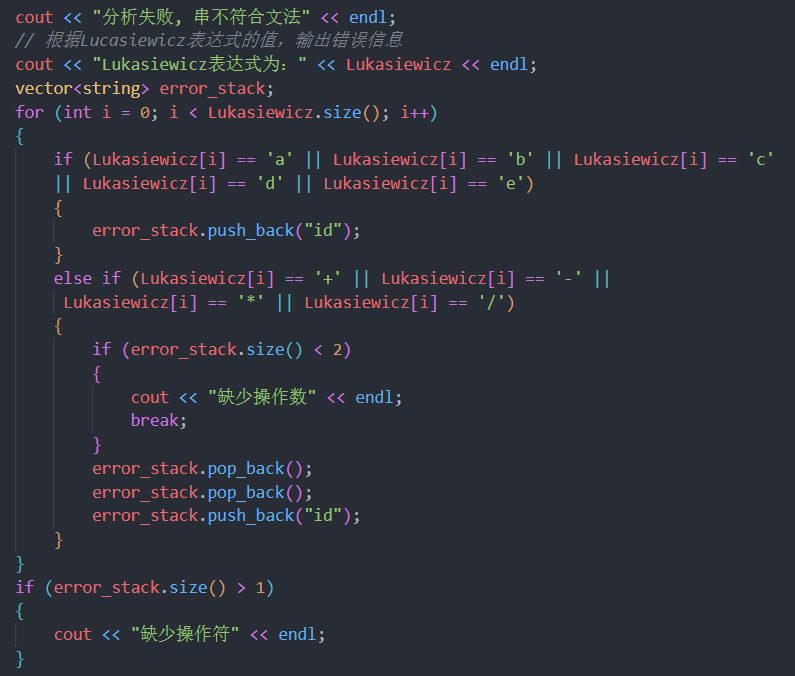 cout << "分析失败, 串不符合文法" << endl;
// 根据Lucasiewicz表达式的值，输出错误信息
cout << "Lukasiewicz表达式为：" << Lukasiewicz << endl;
vector<string> error_stack;
for (int i = 0; i < Lukasiewicz.size(); i++)
{
if (Lukasiewicz[i] == 'a' || Lukasiewicz[i] == 'b' || Lukasiewicz[i] == 'c'
|| Lukasiewicz[i] == 'd' || Lukasiewicz[i] == 'e')
{
error_stack.push_back("id");
}
else if (Lukasiewicz[i] == '+' || Lukasiewicz[i] == '-' ||
Lukasiewicz[i] == '*' || Lukasiewicz[i] == '/')
{
if (error_stack.size() < 2)
{
cout << "缺少操作数" << endl;
break;
}
error_stack.pop_back();
error_stack.pop_back();
error_stack.push_back("id");
}
}
if (error_stack.size() > 1)
{
cout << "缺少操作符" << endl;
}